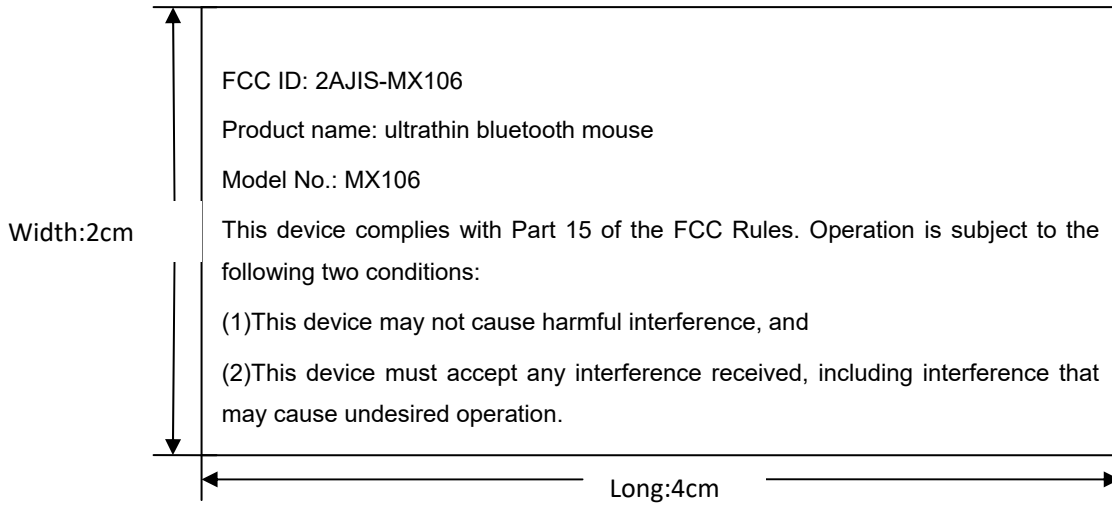 FCC ID: 2AJIS-MX106
Product name: ultrathin bluetooth mouse
Model No.: MX106
Width:2cm
This device complies with Part 15 of the FCC Rules. Operation is subject to the
following two conditions:
(1)This device may not cause harmful interference, and
(2)This device must accept any interference received, including interference that
may cause undesired operation.
Long:4cm